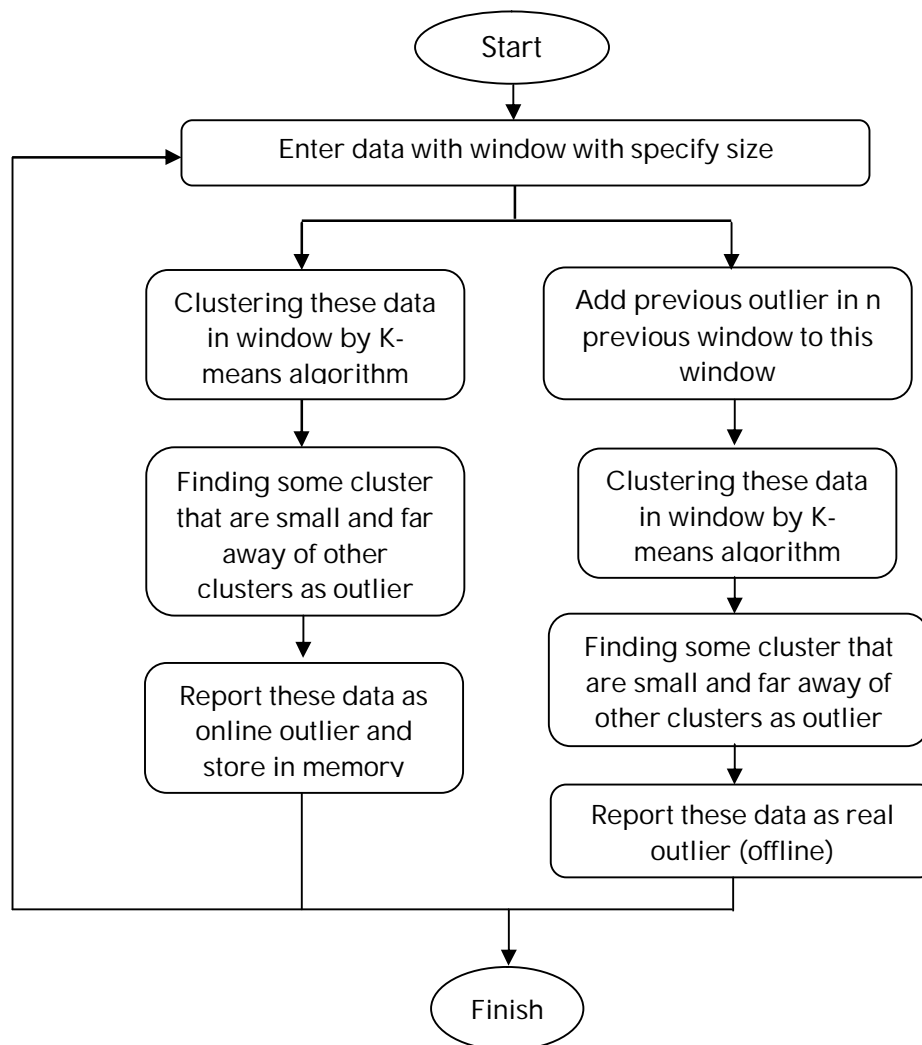 Start
Enter data with window with specify size
Clustering these data
in window by K-
means algorithm
Finding some cluster
that are small and far
away of other
clusters as outlier
Report these data as
online outlier and
store in memory
Add previous outlier in n
previous window to this
window
Clustering these data
in window by K-
means algorithm
Finding some cluster that
are small and far away of
other clusters as outlier
Report these data as real
outlier (offline)
Finish